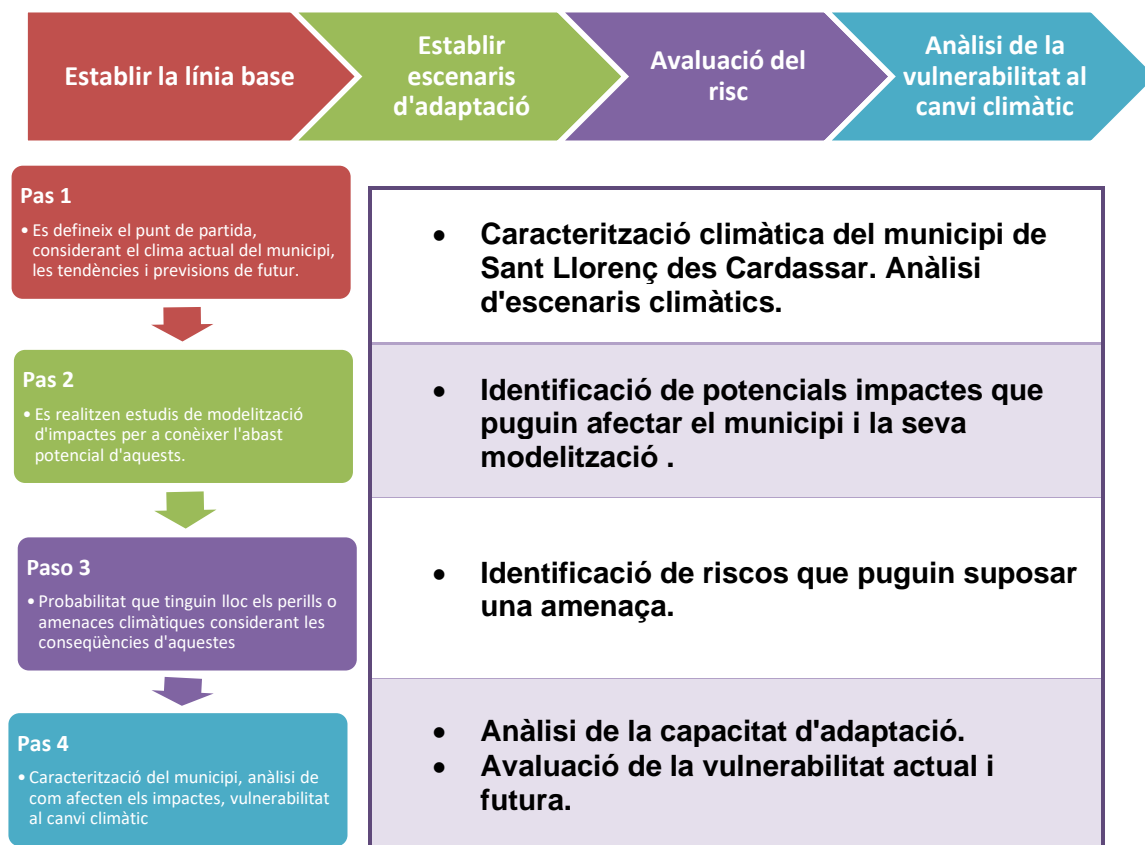 Establir la línia base
Establir
escenaris
d'adaptació
Avaluació del
risc
Anàlisi de la
vulnerabilitat al
canvi climàtic
Pas 1
• Es defineix el punt de partida,
considerant el clima actual del municipi,
les tendències i previsions de futur.
• Caracterització climàtica del municipi de
Sant Llorenç des Cardassar. Anàlisi
d'escenaris climàtics.
Pas 2
• Es realitzen estudis de modelització
d'impactes per a conèixer l'abast
potencial d'aquests.
• Identificació de potencials impactes que
puguin afectar el municipi i la seva
modelització .
Paso 3
• Probabilitat que tinguin lloc els perills o
amenaces climàtiques considerant les
conseqüències d'aquestes
• Identificació de riscos que puguin suposar
una amenaça.
Pas 4
• Caracterització del municipi, anàlisi de
com afecten els impactes, vulnerabilitat
al canvi climàtic
• Anàlisi de la capacitat d'adaptació.
• Avaluació de la vulnerabilitat actual i
futura.